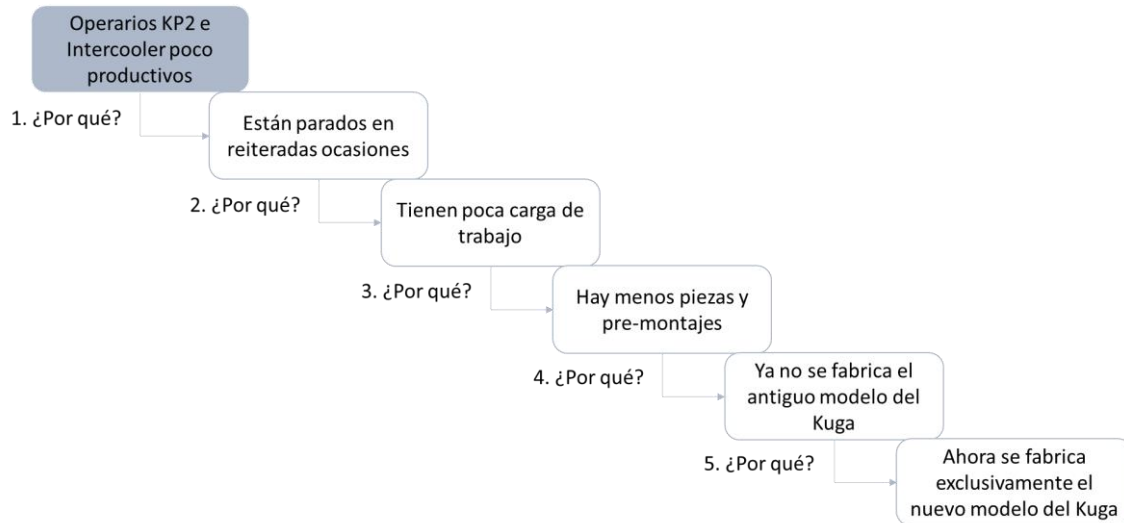 Operarios KP2 e
Intercooler poco
productivos
1. ¿Por qué?
Están parados en
reiteradas ocasiones
2. ¿Por qué?
Tienen poca carga de
trabajo
3. ¿Por qué?
Hay menos piezas y
pre-montajes
4. ¿Por qué?
Ya no se fabrica el
antiguo modelo del
Kuga
5. ¿Por qué?
Ahora se fabrica
exclusivamente el
nuevo modelo del Kuga